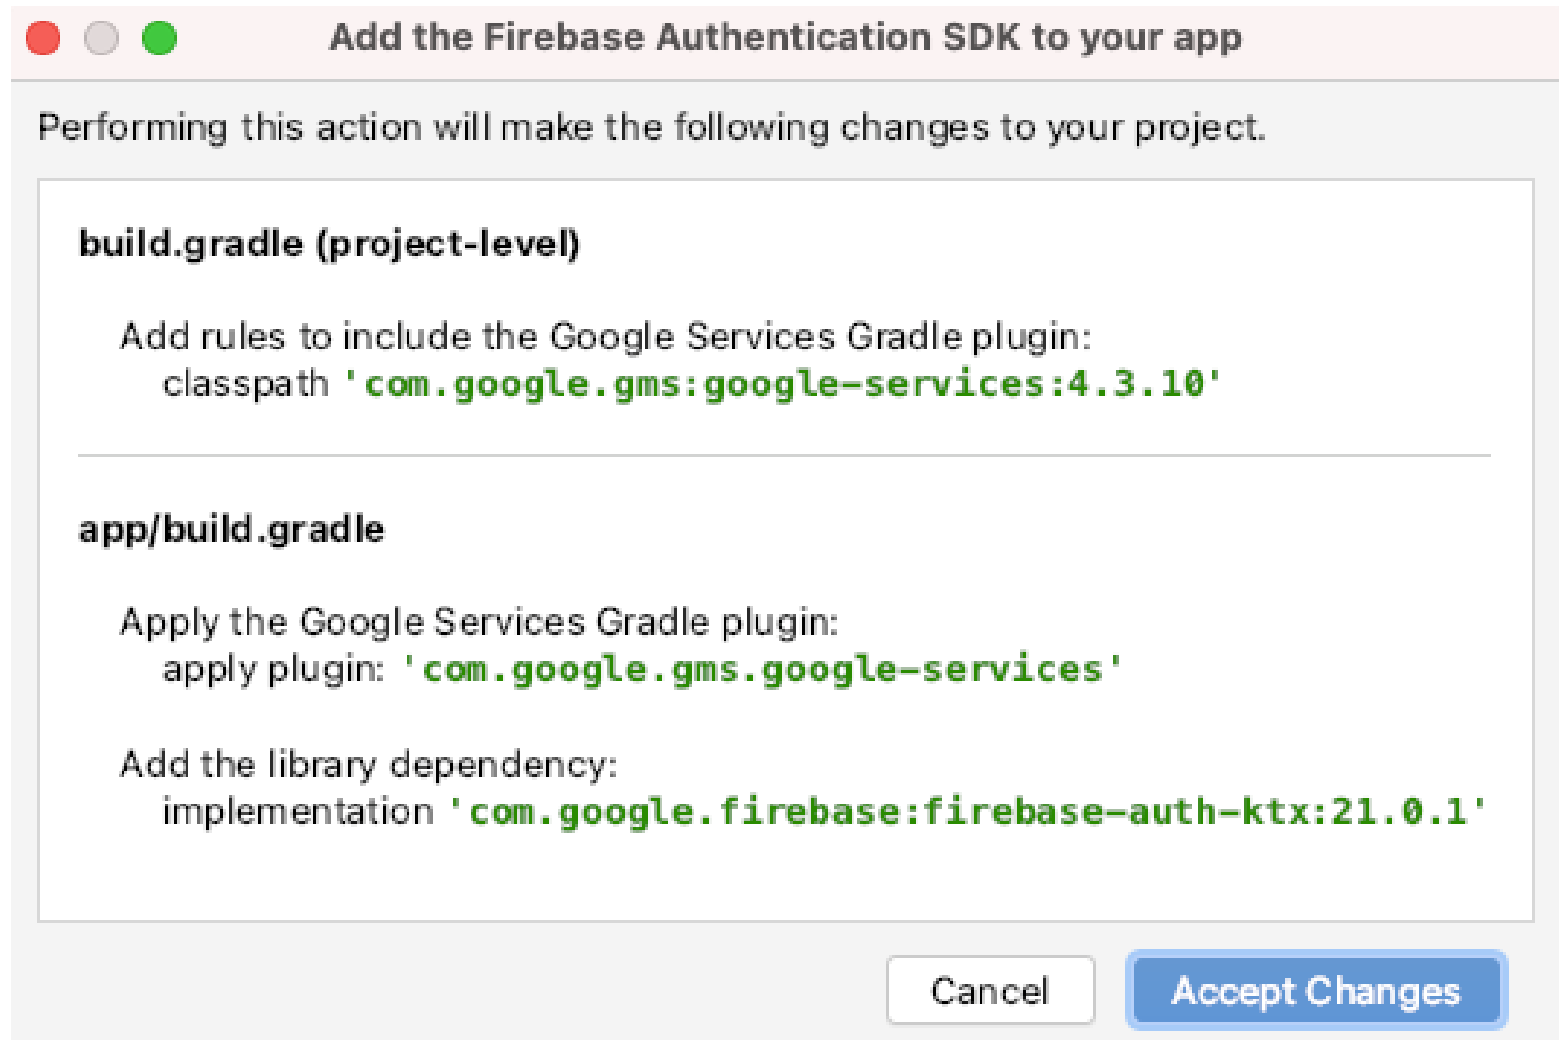 Add the Firebase Authentication SDK to your app
Performing this action will make the following changes to your project.
build.gradle (project-level)
Add rules to include the Google Services Gradle plugin:
classpath 'com.google.gms:google-services:4.3.10'
app/build.gradle
Apply the Google Services Gradle plugin:
apply plugin: 'com.google.gms.google-services'
Add the library dependency:
implementation 'com.google.firebase:firebase-auth-ktx:21.0.1'
Cancel
Accept Changes